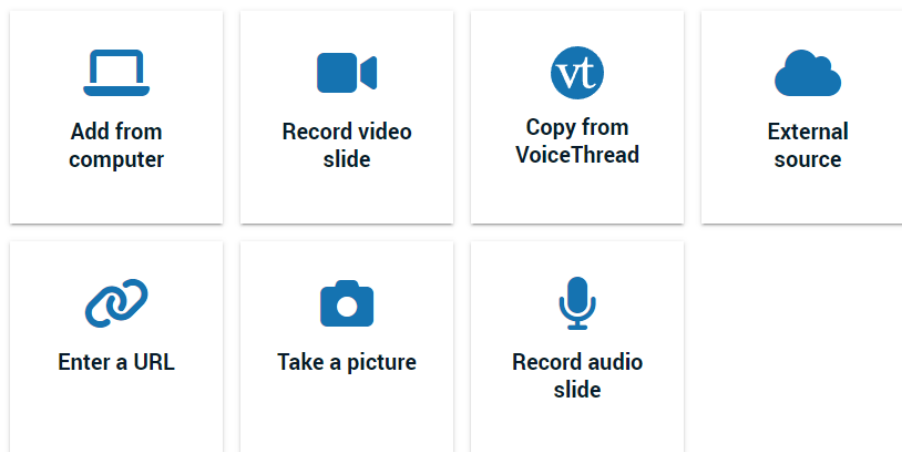 Add from
computer
Record video
slide
vt
Copy from
VoiceThread
External
source
Enter a URL
Take a picture
Record audio
slide